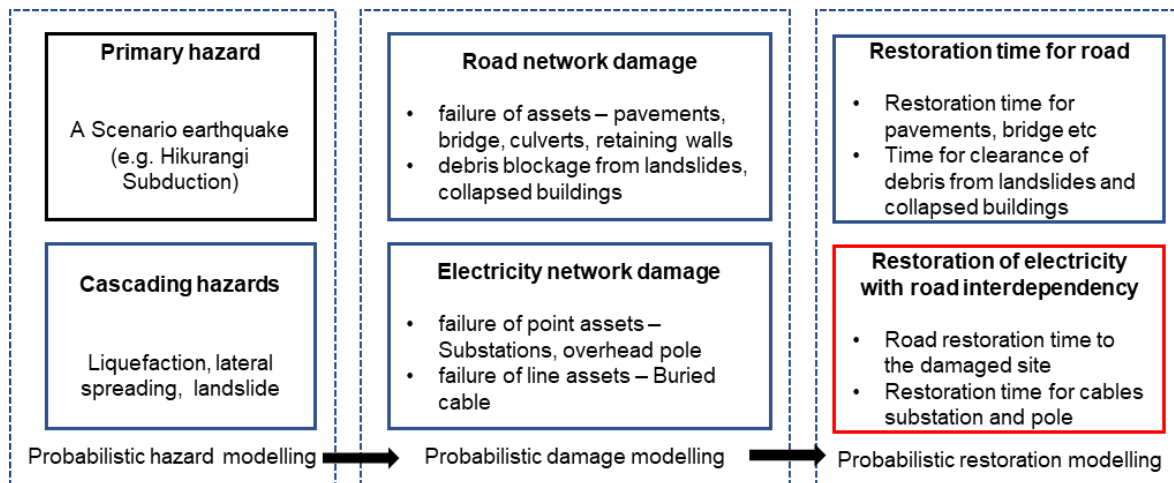 Primary hazard
A Scenario earthquake
(e.g. Hikurangi
Subduction)
Cascading hazards
Liquefaction, lateral
spreading, landslide
Probabilistic hazard modelling
Road network damage
• failure of assets – pavements,
bridge, culverts, retaining walls
• debris blockage from landslides,
collapsed buildings
Electricity network damage
• failure of point assets –
Substations, overhead pole
• failure of line assets – Buried
cable
Probabilistic damage modelling
Restoration time for road
• Restoration time for
pavements, bridge etc
• Time for clearance of
debris from landslides and
collapsed buildings
Restoration of electricity
with road interdependency
• Road restoration time to
the damaged site
• Restoration time for cables
substation and pole
Probabilistic restoration modelling